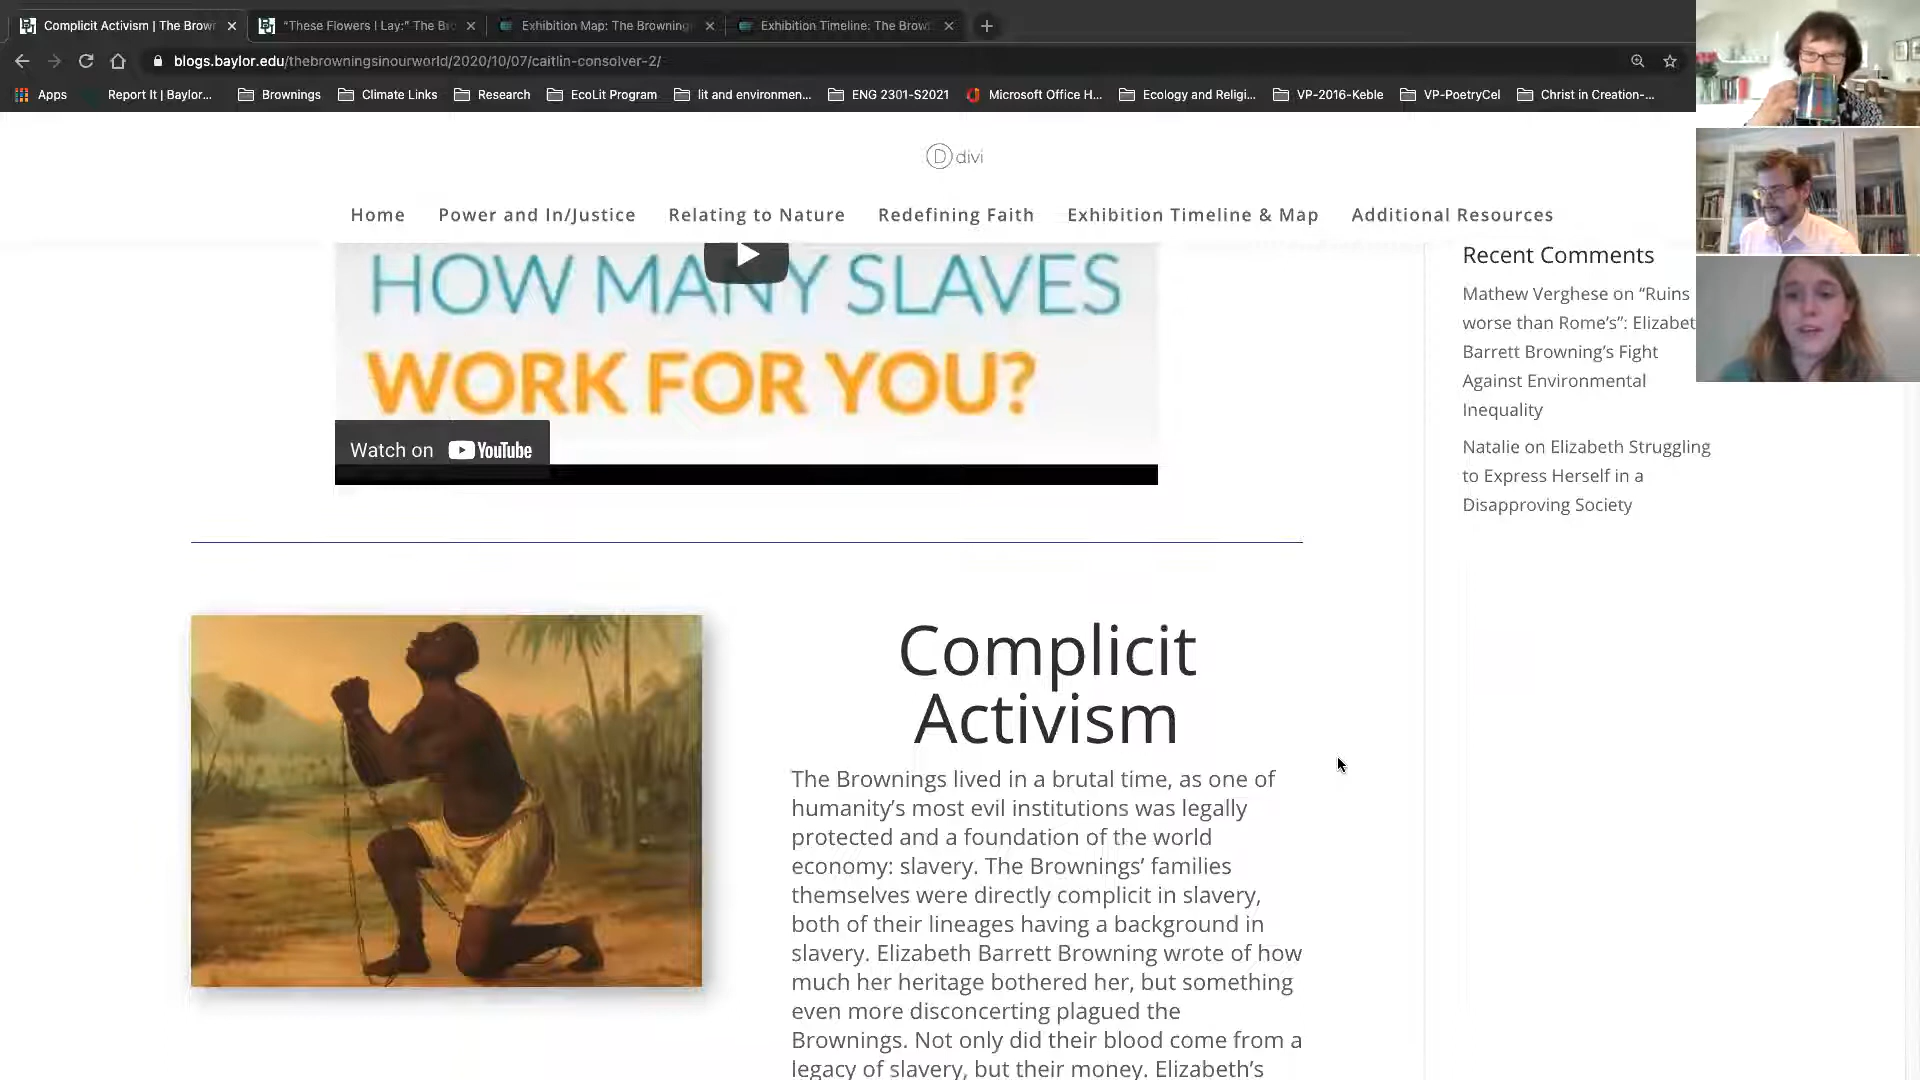 Complicit Activism | The Brow
"These Flowers I Lay:" The Br
Exhibition Map: The Browning
Exhibition Timeline: The Brow
blogs.baylor.edu/thebrowningsinourworld/2020/10/07/caitlin-consolver-2/
Apps
Report It | Baylor...
Brownings
Climate Links
Research
EcoLit Program
lit and environmen...
ENG 2301-S2021
Microsoft Office H...
Ecology and Religi...
VP-2016-Keble
VP-PoetryCel
Christ in Creation-...
D divi
Home
Power and In/Justice
Relating to Nature
Redefining Faith
Exhibition Timeline & Map
Additional Resources
HOW MANY SLAVES
WORK FOR YOU?
Watch on YouTube
Complicit
Activism
The Brownings lived in a brutal time, as one of
humanity's most evil institutions was legally
protected and a foundation of the world
economy: slavery. The Brownings' families
themselves were directly complicit in slavery,
both of their lineages having a background in
slavery. Elizabeth Barrett Browning wrote of how
much her heritage bothered her, but something
even more disconcerting plagued the
Brownings. Not only did their blood come from a
legacy of slavery, but their money. Elizabeth's
Recent Comments
Mathew Verghese on "Ruins
worse than Rome's": Elizabet
Barrett Browning's Fight
Against Environmental
Inequality
Natalie on Elizabeth Struggling
to Express Herself in a
Disapproving Society